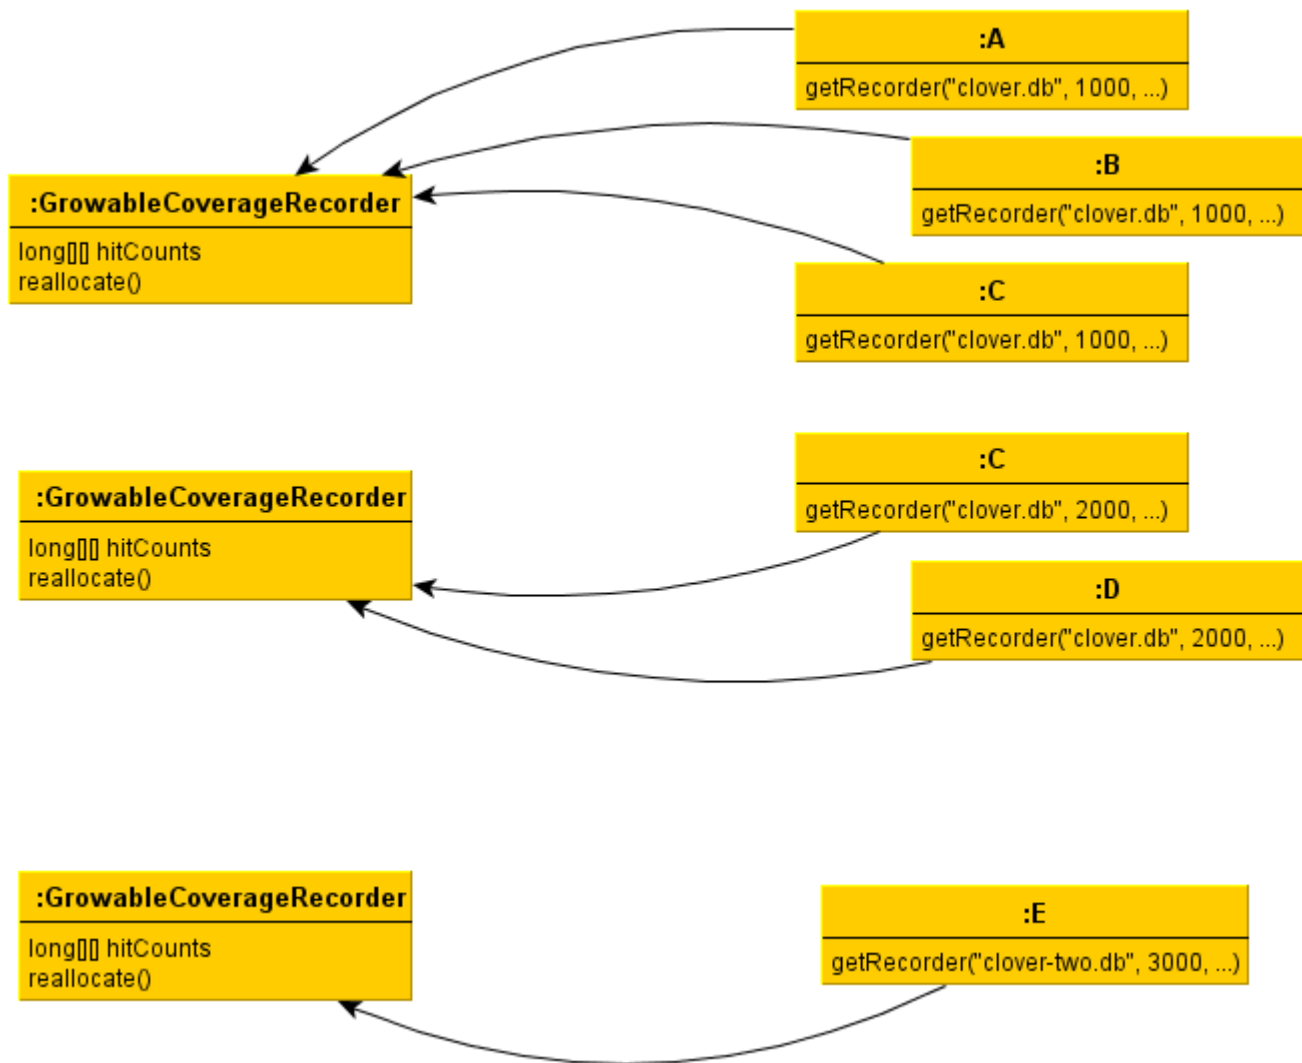 :A
getRecorder("clover.db", 1000, ...)
:B
getRecorder("clover.db", 1000, ...)
:GrowableCoverageRecorder
long[][] hitCounts
reallocate()
:C
getRecorder("clover.db", 1000, ...)
:C
getRecorder("clover.db", 2000, ...)
:GrowableCoverageRecorder
long[][] hitCounts
reallocate()
:D
getRecorder("clover.db", 2000, ...)
:GrowableCoverageRecorder
long[][] hitCounts
reallocate()
:E
getRecorder("clover-two.db", 3000, ...)